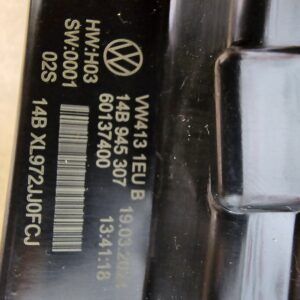 VW413 1EU B
14B 945 307
60137400
HW:H03
SW:0001
02S
13:41:18
14B XL972JJ0FCJ